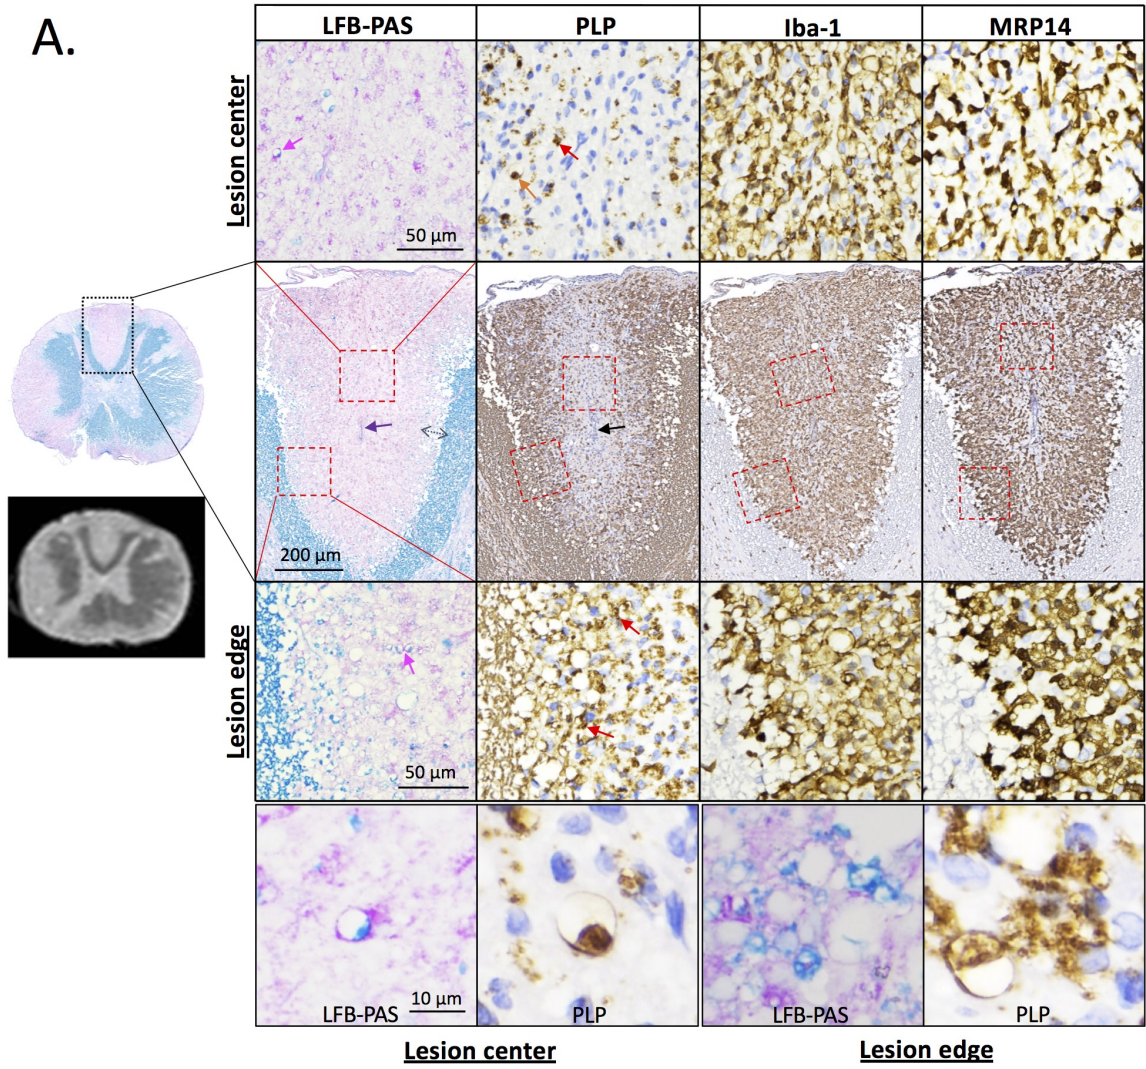 A.
LFB-PAS PLP Iba-1 MRP14
Lesion center
50 µm
200 µm
Lesion edge
50 µm
LFB-PAS 10 µm PLP LFB-PAS PLP
Lesion center Lesion edge